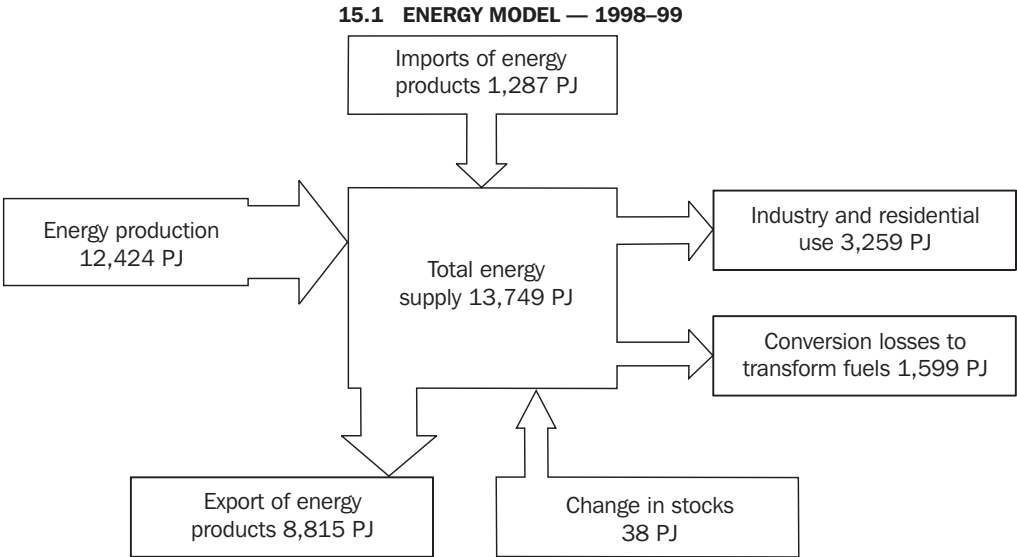 15.1 ENERGY MODEL — 1998–99
Imports of energy
products 1,287 PJ
Energy production
12,424 PJ
Total energy
supply 13,749 PJ
Industry and residential
use 3,259 PJ
Conversion losses to
transform fuels 1,599 PJ
Export of energy
products 8,815 PJ
Change in stocks
38 PJ